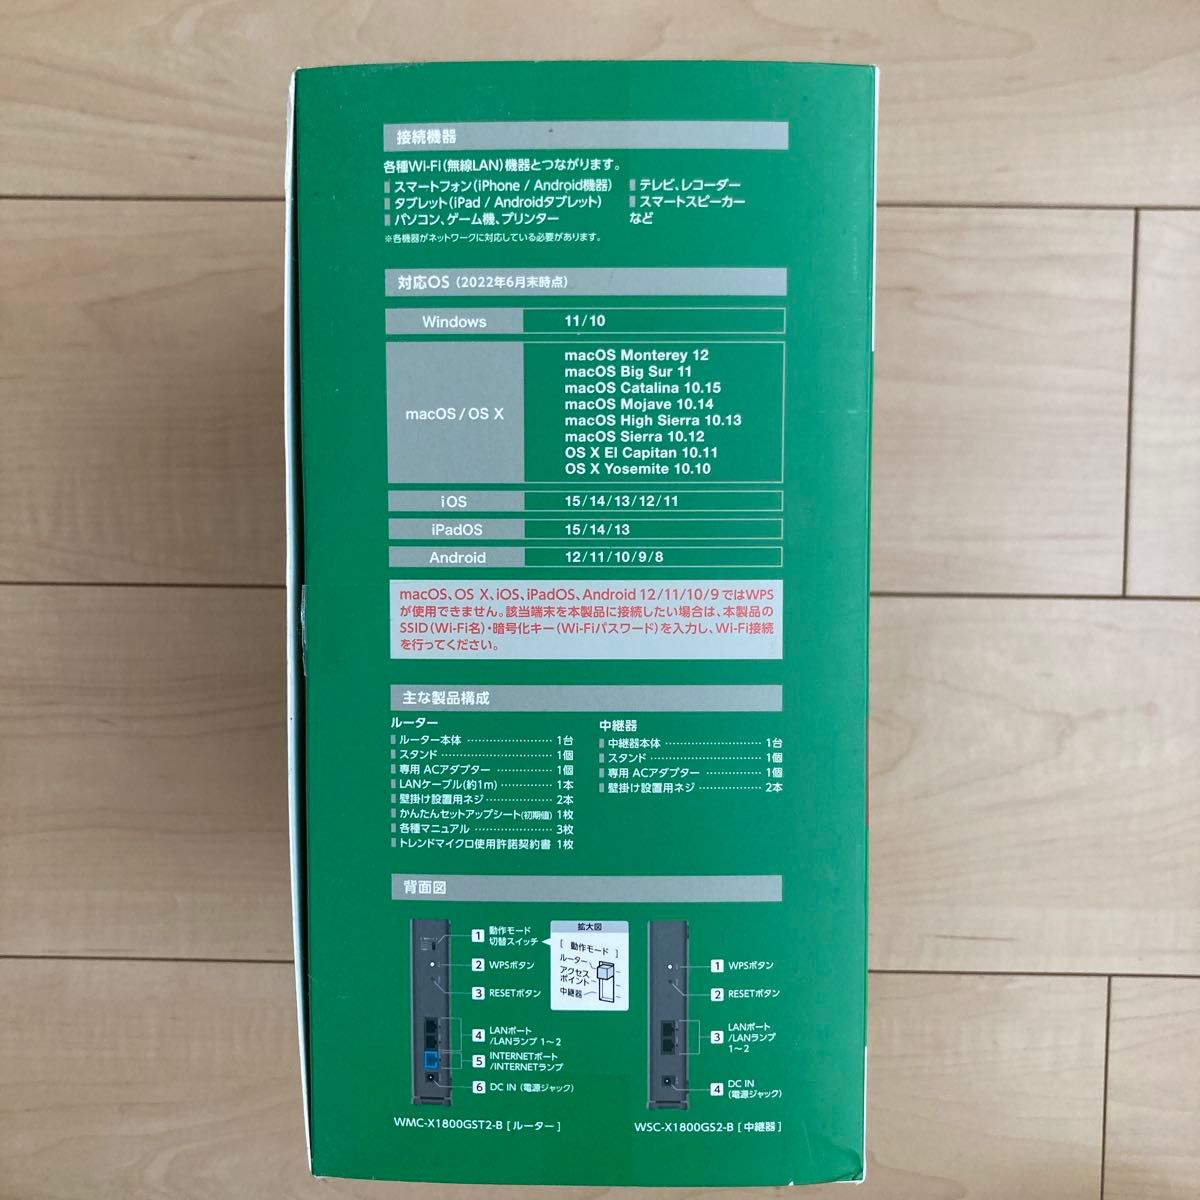 接続機器
各種Wi-Fi(無線LAN)機器とつながります。
スマートフォン(iPhone / Android機器)
タブレット(iPad / Androidタブレット)
パソコン、ゲーム機、プリンター
テレビ、レコーダー
スマートスピーカー
など
※各機器がネットワークに対応している必要があります。
対応OS (2022年6月末時点)
Windows 11/10
macOS / OS X
macOS Monterey 12
macOS Big Sur 11
macOS Catalina 10.15
macOS Mojave 10.14
macOS High Sierra 10.13
macOS Sierra 10.12
OS X El Capitan 10.11
OS X Yosemite 10.10
iOS 15/14/13/12/11
iPadOS 15/14/13
Android 12/11/10/9/8
macOS、OS X、iOS、iPadOS、Android 12/11/10/9 ではWPS
が使用できません。該当端末を本製品に接続したい場合は、本製品の
SSID(Wi-Fi名)・暗号化キー(Wi-Fiパスワード)を入力し、Wi-Fi接続
を行ってください。
主な製品構成
ルーター
ルーター本体 ………………… 1台
スタンド ………………… 1個
専用 ACアダプター ………… 1個
LANケーブル(約1m) ………… 1本
壁掛け設置用ネジ ………… 2本
かんたんセットアップシート(初期値) 1枚
各種マニュアル ………… 3枚
トレンドマイクロ使用許諾契約書 1枚
中継器
中継器本体 ………………… 1台
スタンド ………………… 1個
専用 ACアダプター ………… 1個
壁掛け設置用ネジ ………… 2本
背面図
1 動作モード
切替スイッチ
2 WPSボタン
3 RESETボタン
4 LANポート
/LANランプ 1～2
5 INTERNETポート
/INTERNETランプ
6 DC IN (電源ジャック)
WMC-X1800GST2-B [ ルーター ]
拡大図
[ 動作モード ]
ルーター
アクセス
ポイント
中継器
1 WPSボタン
2 RESETボタン
3 LANポート
/LANランプ
1～2
4 DC IN
(電源ジャック)
WSC-X1800GS2-B [ 中継器 ]